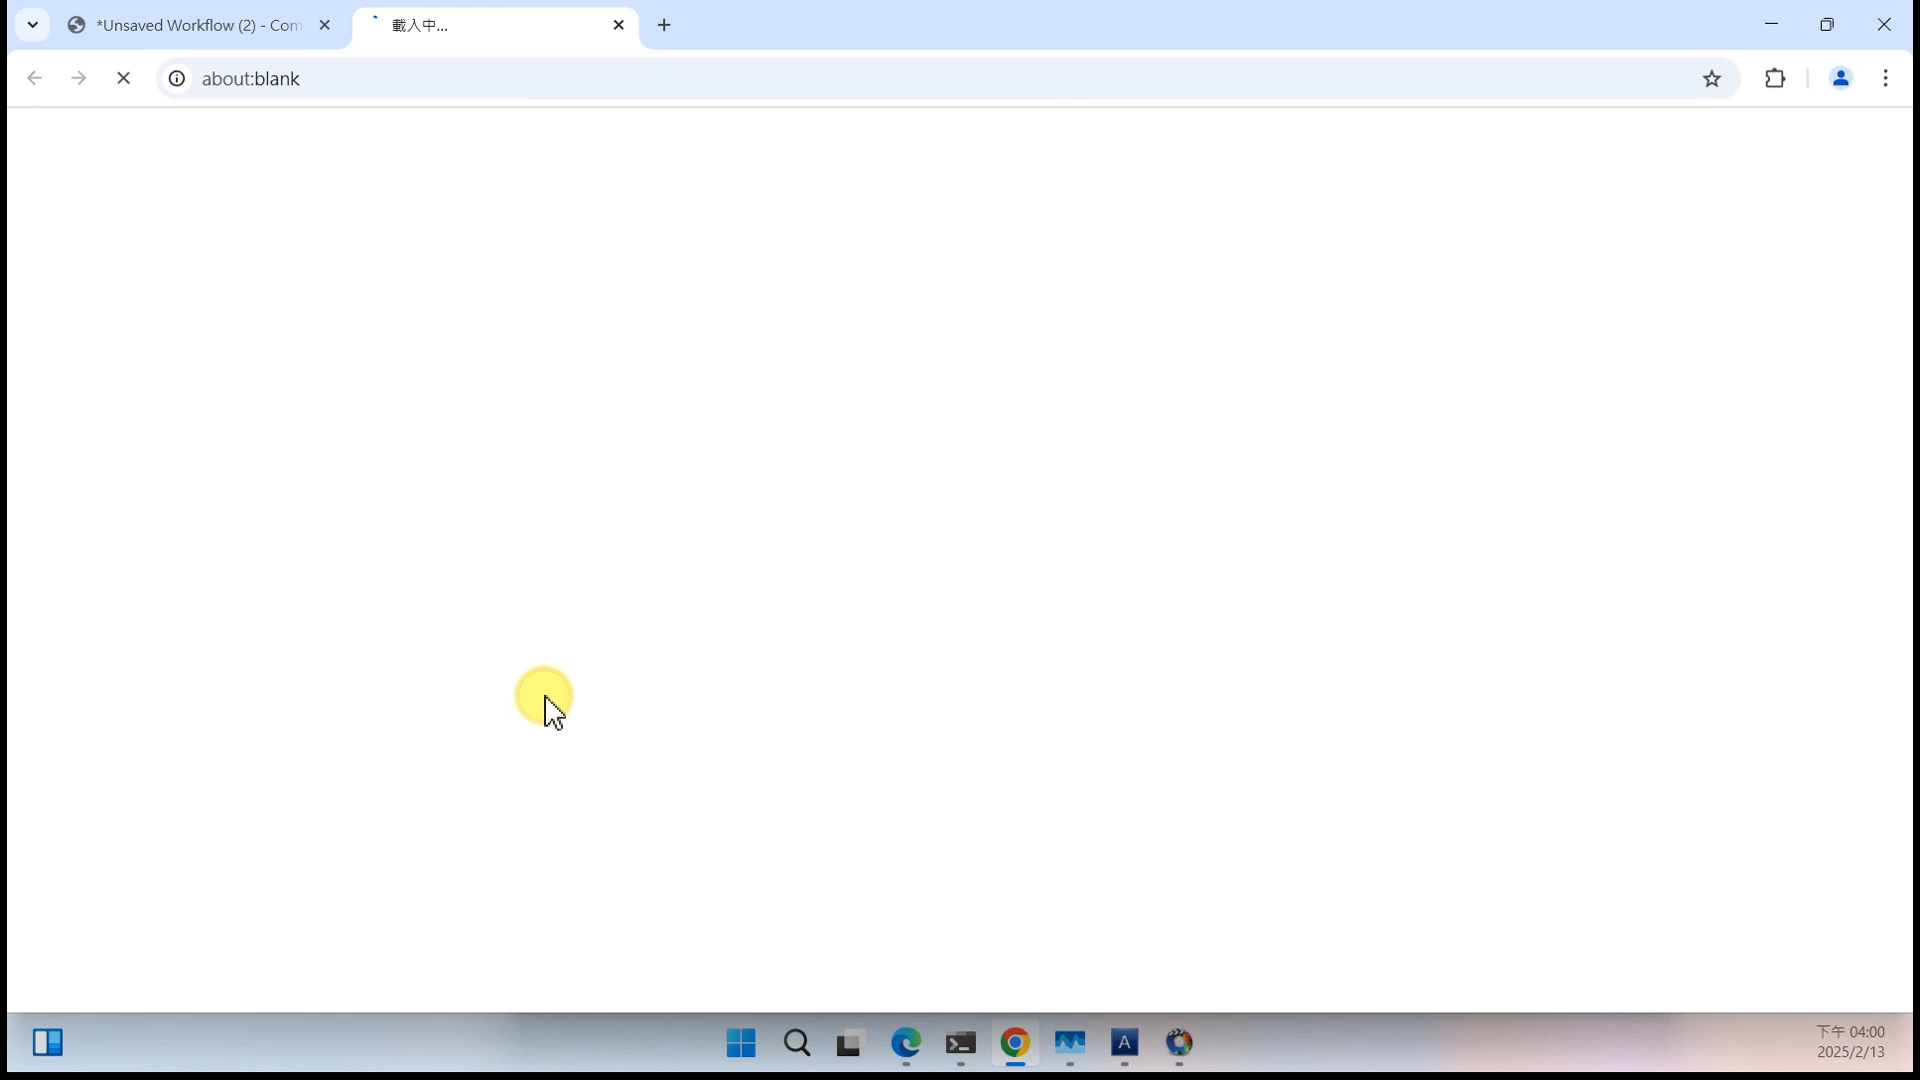 *Unsaved Workflow (2) - Com
載入中...
about:blank
A
下午 04:00
2025/2/13